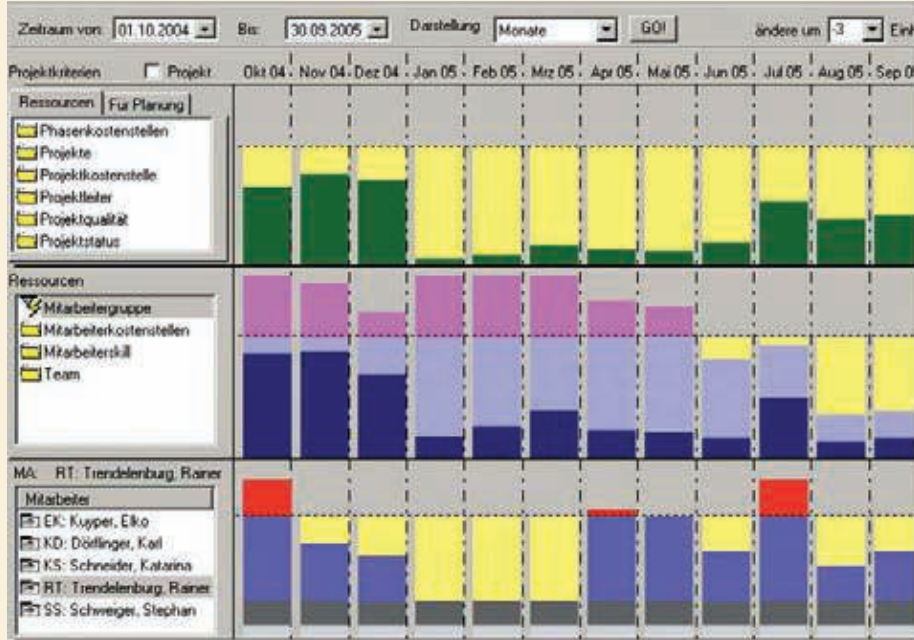 Zeitraum von: 01.10.2004 Bis: 30.09.2005 Darstellung Monate GO! ändere um -3 Einh
Projektkriterien Projekt Okt 04 Nov 04 Dez 04 Jan 05 Feb 05 Mrz 05 Apr 05 Mai 05 Jun 05 Jul 05 Aug 05 Sep 0
Ressourcen Für Planung
Phasenkostenstellen
Projekte
Projektkostenstelle
Projektleiter
Projektqualität
Projektstatus
Ressourcen
Mitarbeitergruppe
Mitarbeiterkostenstellen
Mitarbeiterskill
Team
MA: RT: Trendelenburg, Rainer
Mitarbeiter
EK: Kuyper, Elko
KD: Dörflinger, Karl
KS: Schneider, Katarina
RT: Trendelenburg, Rainer
SS: Schweiger, Stephan